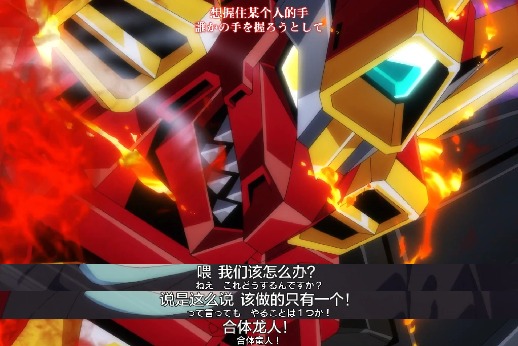 想握住某个人的手
誰かの手を握ろうとして
喂 我们该怎么办?
ねえ これどうするんですか?
说是这么说 该做的只有一个!
って言っても やることは1つか!
合体龙人!
合体竜人!